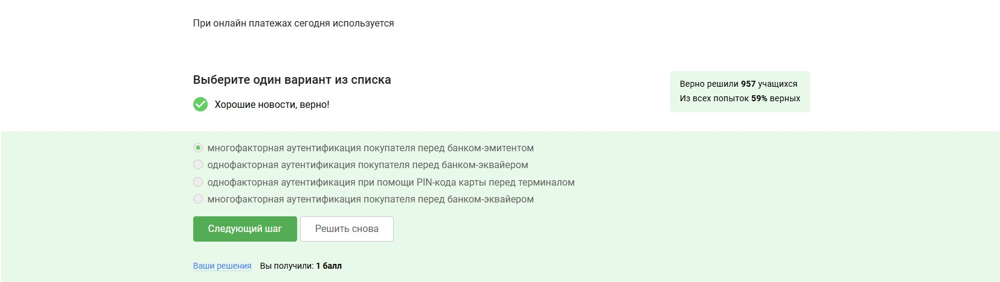 При онлайн платежах сегодня используется
Выберите один вариант из списка
Хорошие новости, верно!
Верно решили 957 учащихся
Из всех попыток 59% верных
многофакторная аутентификация покупателя перед банком-эмитентом
однофакторная аутентификация покупателя перед банком-эквайером
однофакторная аутентификация при помощи PIN-кода карты перед терминалом
многофакторная аутентификация покупателя перед банком-эквайером
Следующий шаг Решить снова
Ваши решения Вы получили: 1 балл